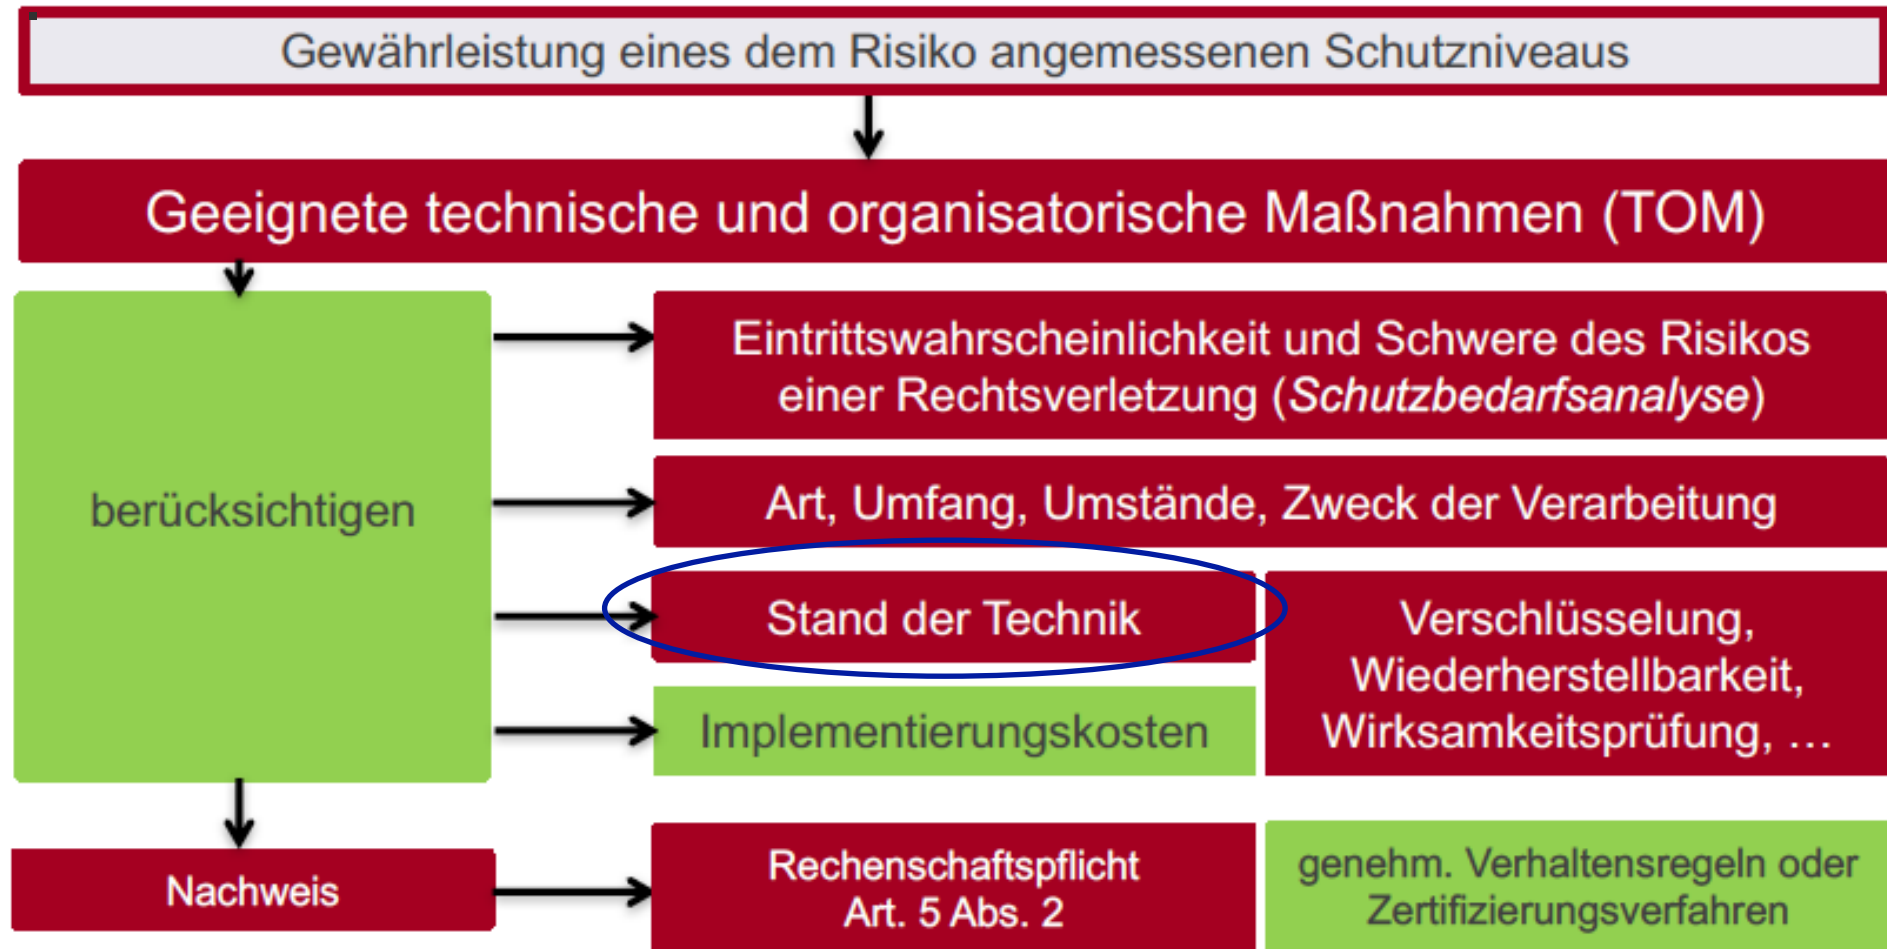 Gewährleistung eines dem Risiko angemessenen Schutzniveaus
Geeignete technische und organisatorische Maßnahmen (TOM)
berücksichtigen
Eintrittswahrscheinlichkeit und Schwere des Risikos
einer Rechtsverletzung (Schutzbedarfsanalyse)
Art, Umfang, Umstände, Zweck der Verarbeitung
Stand der Technik
Implementierungskosten
Verschlüsselung,
Wiederherstellbarkeit,
Wirksamkeitsprüfung, …
Nachweis
Rechenschaftspflicht
Art. 5 Abs. 2
genehm. Verhaltensregeln oder
Zertifizierungsverfahren